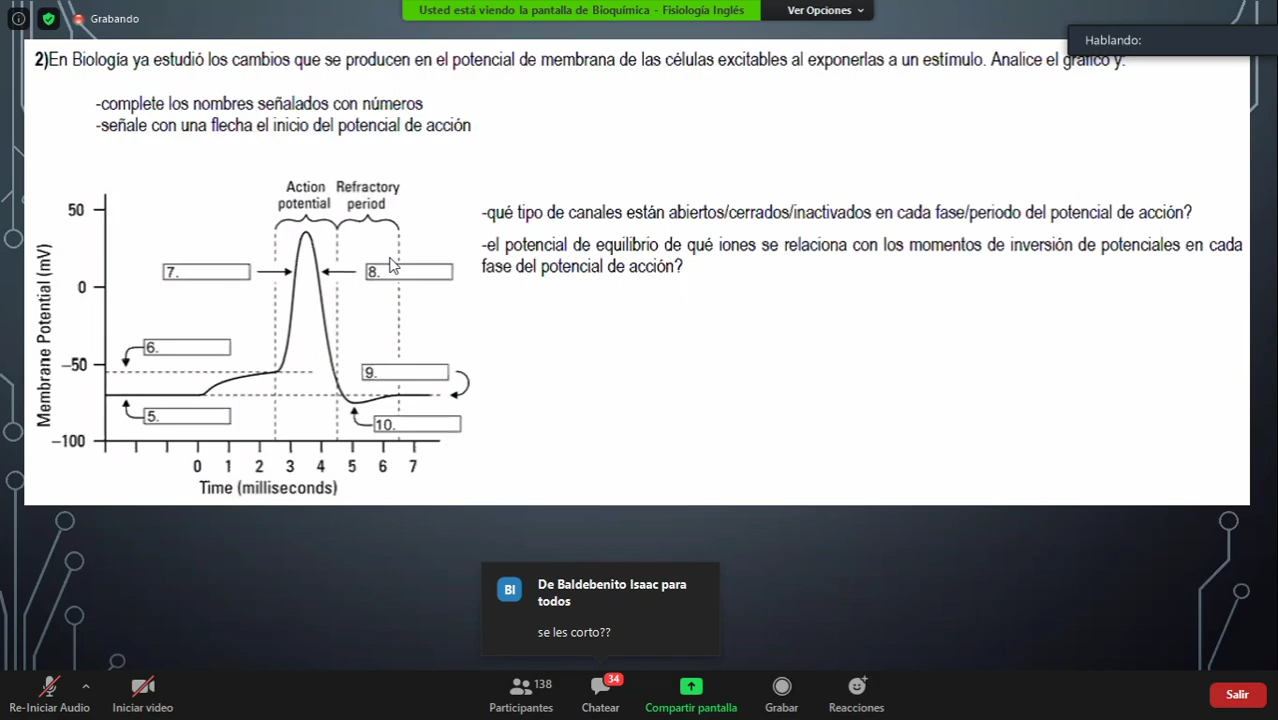 Grabando
Usted está viendo la pantalla de Bioquímica - Fisiología Inglés
Ver Opciones
Hablando:
2)En Biología ya estudió los cambios que se producen en el potencial de membrana de las células excitables al exponerlas a un estímulo. Analice el gráfico y:
-complete los nombres señalados con números
-señale con una flecha el inicio del potencial de acción
Action potential
Refractory period
50
0
-50
-100
Membrane Potential (mV)
7.
8.
6.
9.
5.
10.
0 1 2 3 4 5 6 7
Time (milliseconds)
-qué tipo de canales están abiertos/cerrados/inactivados en cada fase/periodo del potencial de acción?
-el potencial de equilibrio de qué iones se relaciona con los momentos de inversión de potenciales en cada
fase del potencial de acción?
BI
De Baldebenito Isaac para
todos
se les corto??
Re-Iniciar Audio
Iniciar video
138
Participantes
34
Chatear
Compartir pantalla
Grabar
Reacciones
Salir